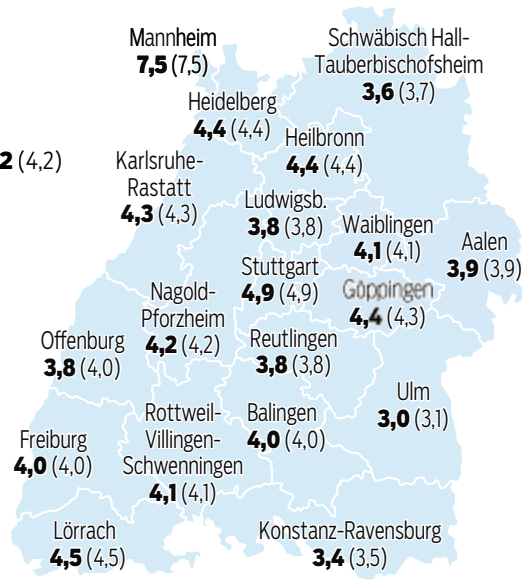 Mannheim
7,5 (7,5)
Schwäbisch Hall-
Tauberbischofsheim
3,6 (3,7)
Heidelberg
4,4 (4,4)
Heilbronn
4,4 (4,4)
2 (4,2)
Karlsruhe-
Rastatt
4,3 (4,3)
Ludwigsb.
3,8 (3,8)
Waiblingen
4,1 (4,1)
Aalen
3,9 (3,9)
Stuttgart
4,9 (4,9)
Göppingen
4,4 (4,3)
Nagold-
Pforzheim
4,2 (4,2)
Offenburg
3,8 (4,0)
Reutlingen
3,8 (3,8)
Ulm
3,0 (3,1)
Rottweil-
Villingen-
Schwenningen
4,1 (4,1)
Balingen
4,0 (4,0)
Freiburg
4,0 (4,0)
Lörrach
4,5 (4,5)
Konstanz-Ravensburg
3,4 (3,5)